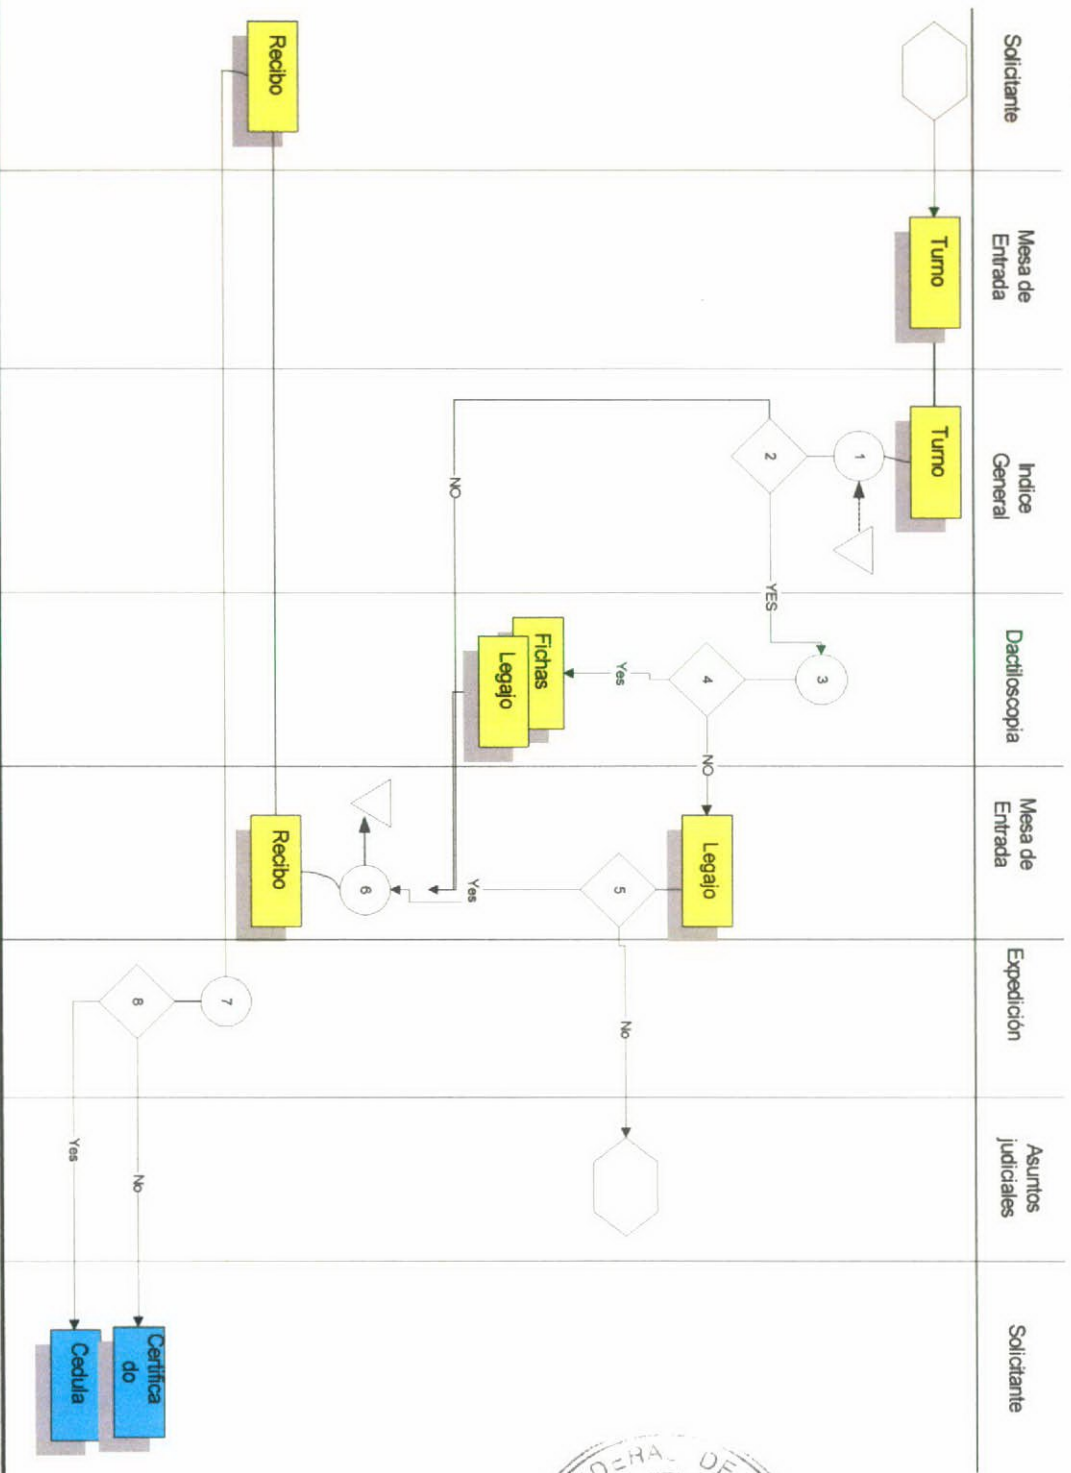 Solicitante
Mesa de
Entrada
Indice
General
Dactiloscopia
Mesa de
Entrada
Expedición
Asuntos
judiciales
Solicitante
Turno
Turno
1
2
YES
NO
3
4
Yes
NO
Fichas
Legajo
Legajo
5
Yes
No
6
Recibo
Recibo
7
8
No
Yes
Certifica
do
Cedula
DERAL DE